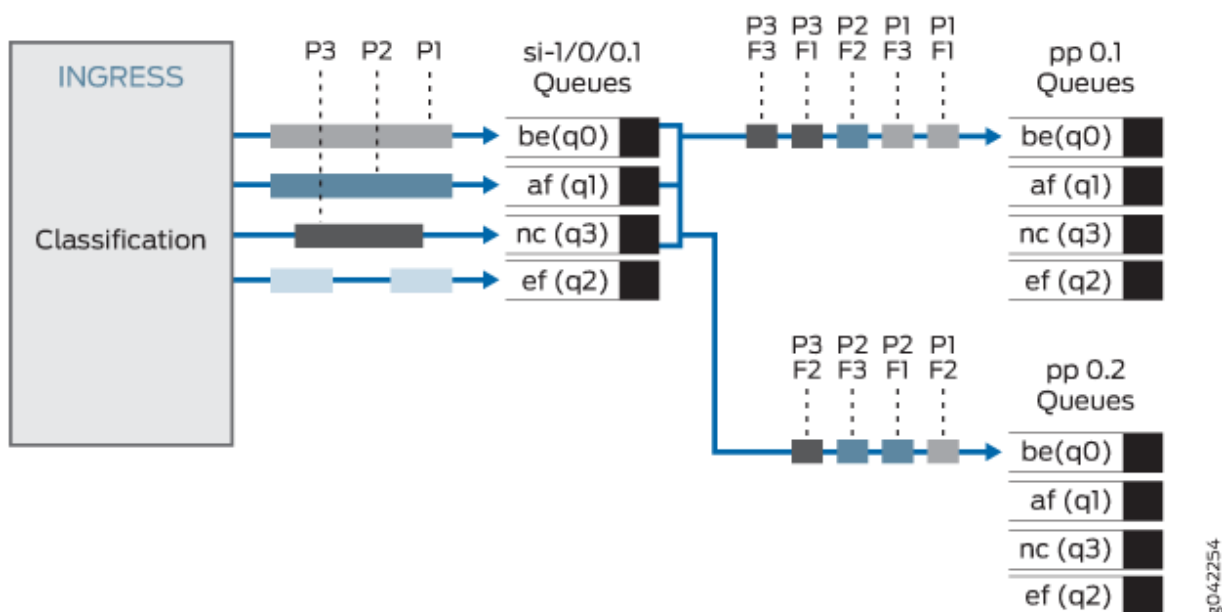 INGRESS
Classification
P3 P2 P1
si-1/0/0.1
Queues
be(q0)
af (q1)
nc (q3)
ef (q2)
P3 P3 P2 P1 P1
F3 F1 F2 F3 F1
pp 0.1
Queues
be(q0)
af (q1)
nc (q3)
ef (q2)
P3 P2 P2 P1
F2 F3 F1 F2
pp 0.2
Queues
be(q0)
af (q1)
nc (q3)
ef (q2)
g042254